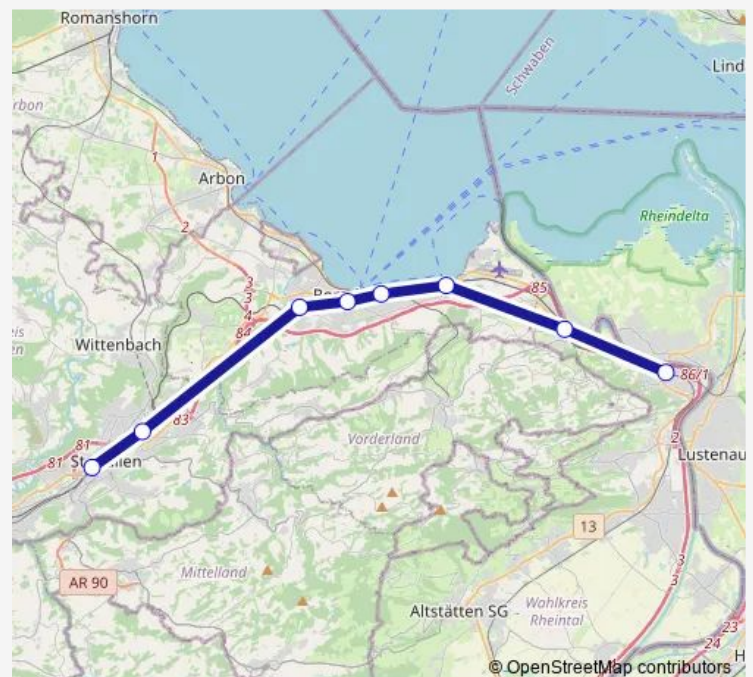 Romanshorn
Lind
Schwaben
rbon
1
Arbon
Rheindelta
2
3
3
4
84
85
Wittenbach
86/1
83
81
81
Vorderland
2
Lustenau
13
AR 90
Mittelland
3
3
Altstätten SG
Wahlkreis
Rheintal
23
24
H
© OpenStreetMap contributors